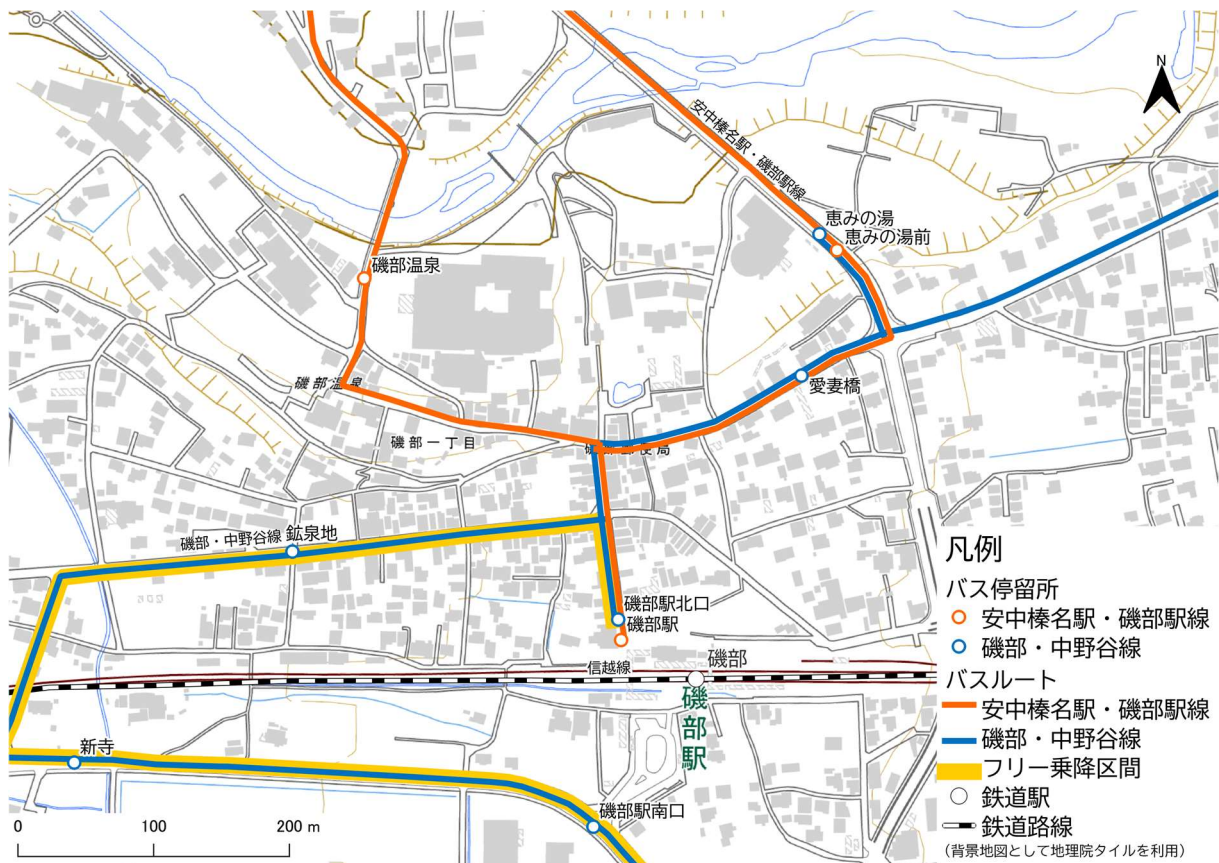 N
安中榛名駅・磯部駅線
恵みの湯
恵みの湯前
磯部温泉
磯部温泉
愛妻橋
磯部一丁目
磯部郵便局
磯部・中野谷線
鉱泉地
磯部駅北口
磯部駅
信越線
磯部
磯部駅
新寺
磯部駅南口
0 100 200 m
凡例
バス停留所
安中榛名駅・磯部駅線
磯部・中野谷線
バスルート
安中榛名駅・磯部駅線
磯部・中野谷線
フリー乗降区間
鉄道駅
鉄道路線
(背景地図として地理院タイルを利用)